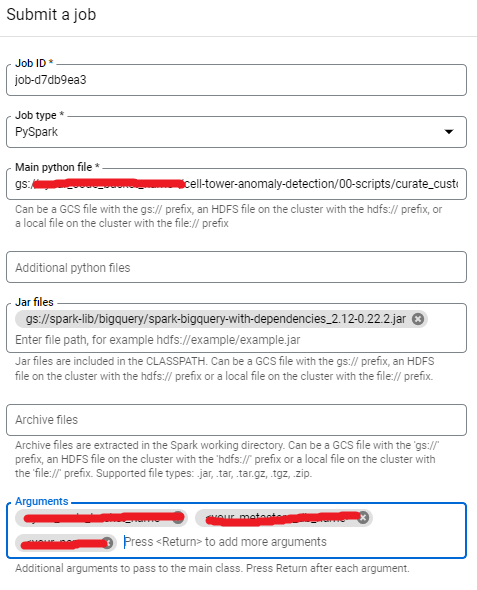 Submit a job
Job ID *
job-d7db9ea3
Job type *
PySpark
Main python file *
gs:/ cell-tower-anomaly-detection/00-scripts/curate_custo
Can be a GCS file with the gs:// prefix, an HDFS file on the cluster with the hdfs:// prefix, or
a local file on the cluster with the file:// prefix
Additional python files
Jar files
gs://spark-lib/bigquery/spark-bigquery-with-dependencies_2.12-0.22.2.jar
Enter file path, for example hdfs://example/example.jar
Jar files are included in the CLASSPATH. Can be a GCS file with the gs:// prefix, an HDFS
file on the cluster with the hdfs:// prefix or a local file on the cluster with the file:// prefix.
Archive files
Archive files are extracted in the Spark working directory. Can be a GCS file with the 'gs://'
prefix, an HDFS file on the cluster with the 'hdfs://' prefix or a local file on the cluster with
the 'file://' prefix. Supported file types: .jar, .tar, .tar.gz, .tgz, .zip.
Arguments
Press <Return> to add more arguments
Additional arguments to pass to the main class. Press Return after each argument.